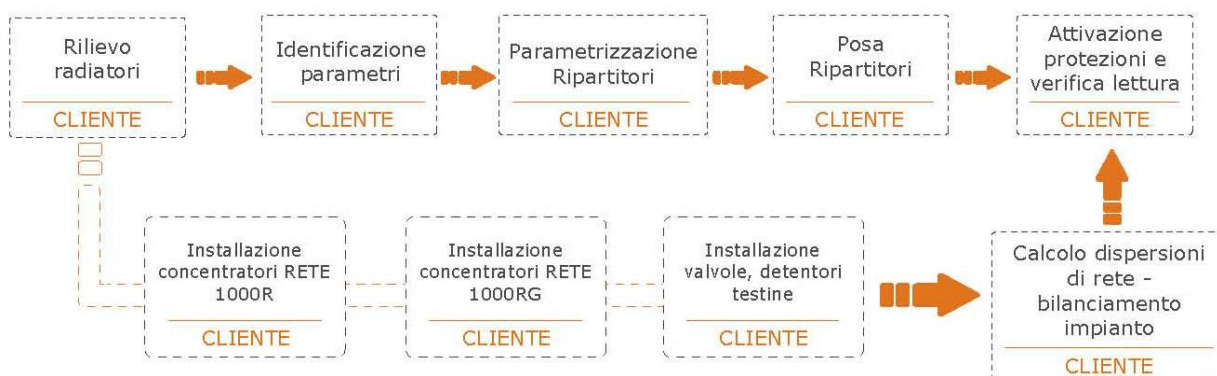 Rilievo
radiatori
CLIENTE
Identificazione
parametri
CLIENTE
Parametrizzazione
Ripartitori
CLIENTE
Posa
Ripartitori
CLIENTE
Attivazione
protezioni e
verifica lettura
CLIENTE
Installazione
concentratori RETE
1000R
CLIENTE
Installazione
concentratori RETE
1000RG
CLIENTE
Installazione
valvole, detentori
testine
CLIENTE
Calcolo dispersioni
di rete -
bilanciamento
impianto
CLIENTE